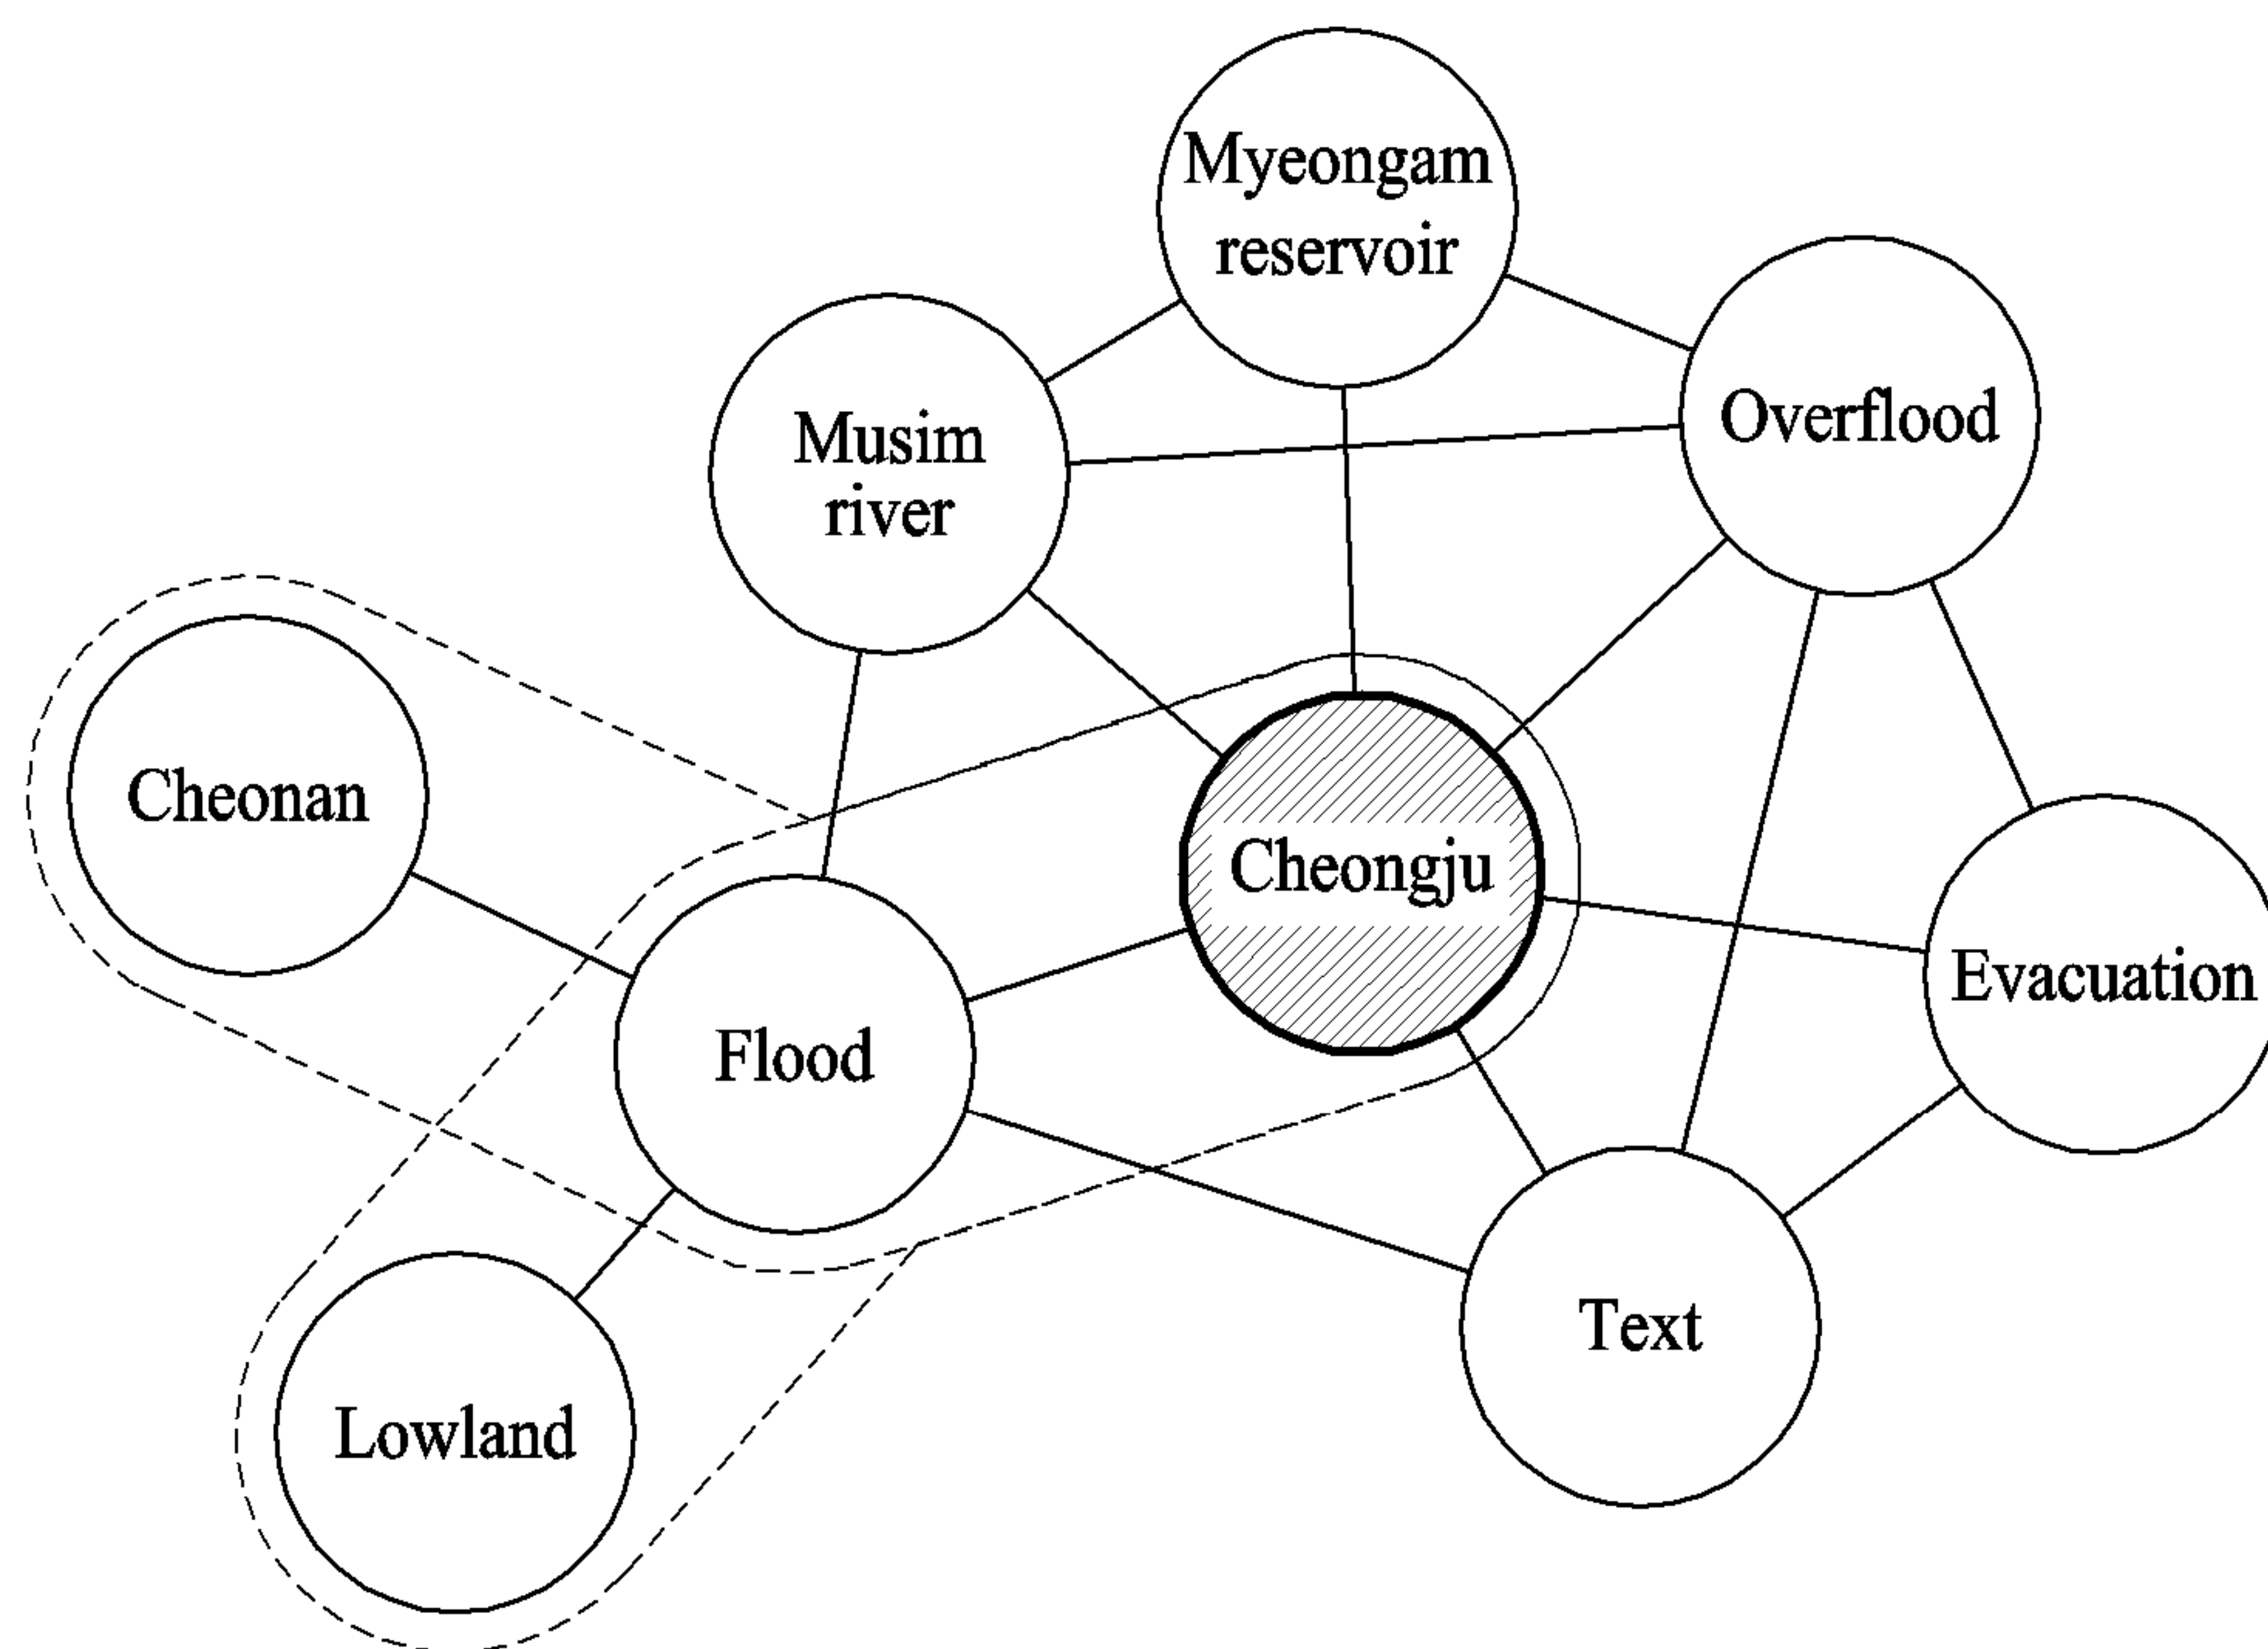 Myeongam
reservoir
Overflood
Musim
river
Cheonan
Cheongju
Evacuation
Flood
Text
Lowland